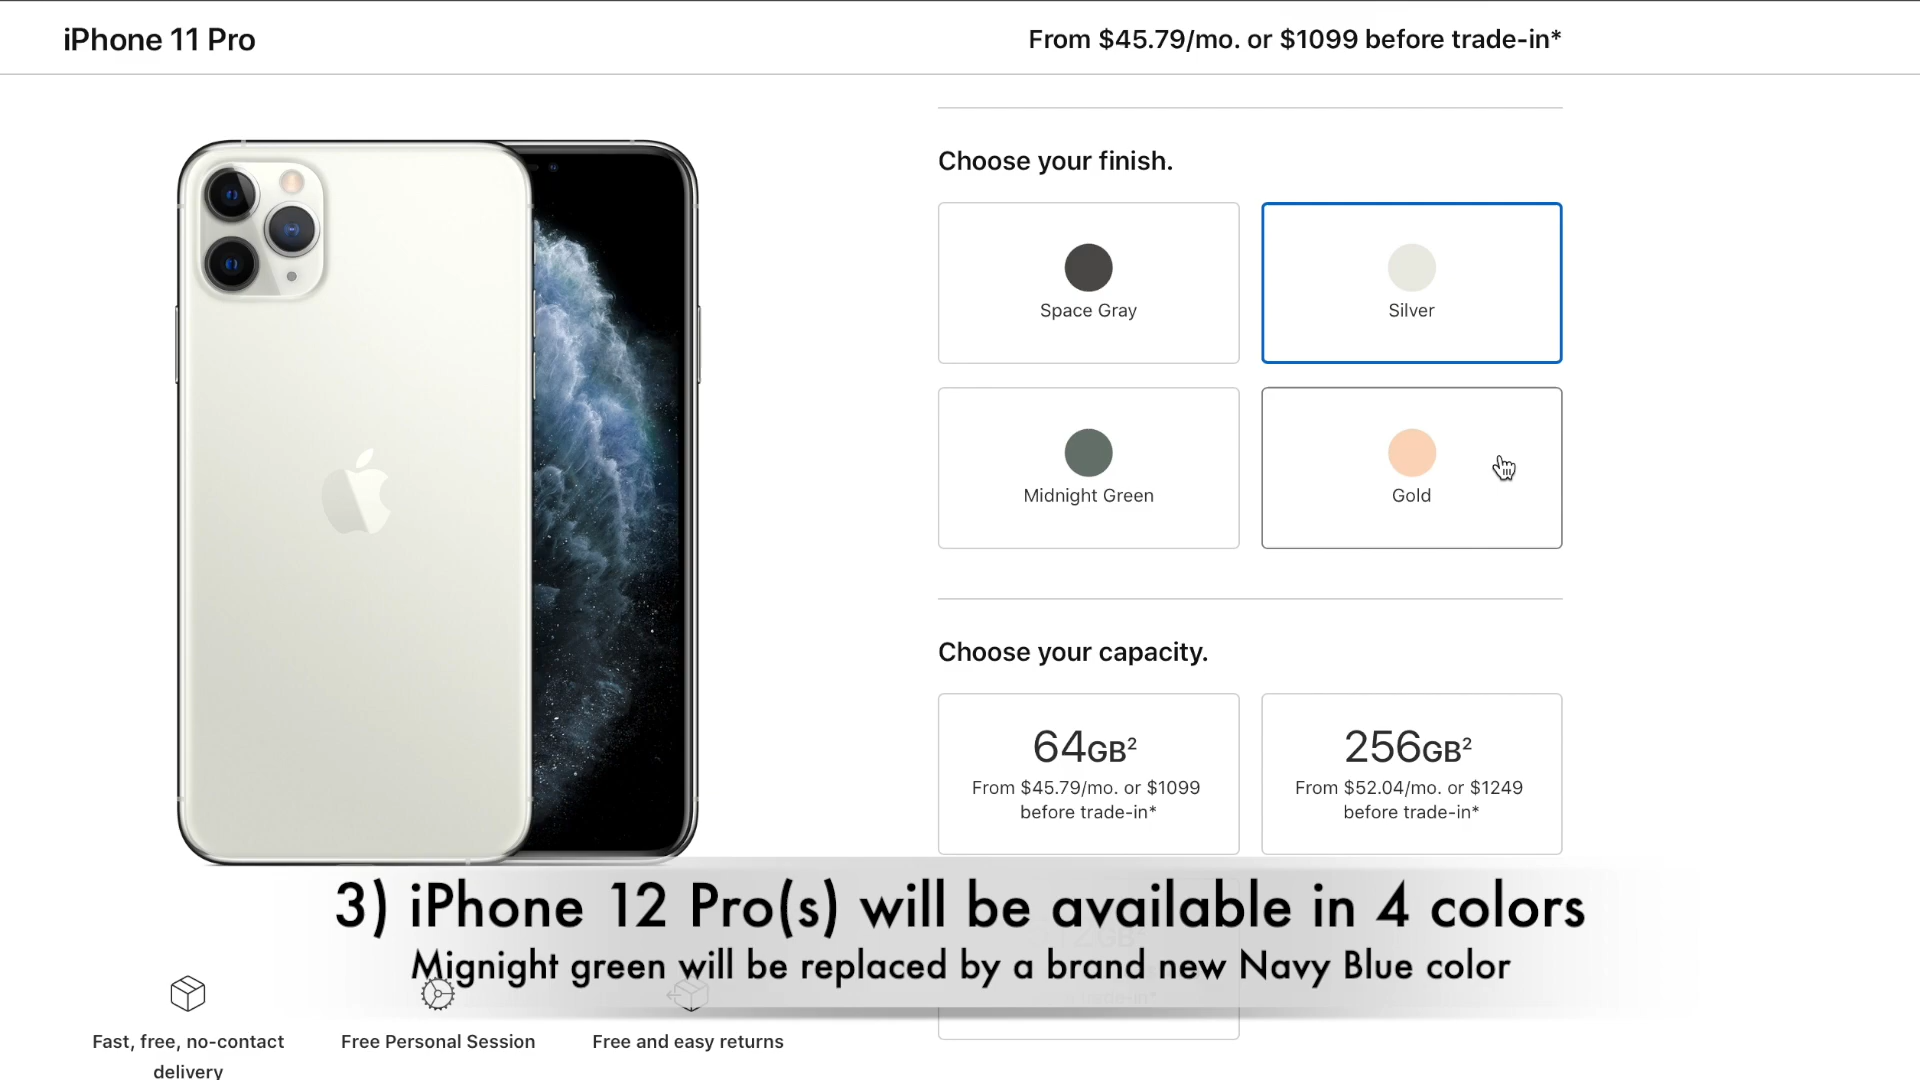 iPhone 11 Pro
From $45.79/mo. or $1099 before trade-in*
Choose your finish.
Space Gray
Silver
Midnight Green
Gold
Choose your capacity.
64GB²
From $45.79/mo. or $1099
before trade-in*
256GB²
From $52.04/mo. or $1249
before trade-in*
3) iPhone 12 Pro(s) will be available in 4 colors
Mignight green will be replaced by a brand new Navy Blue color
Fast, free, no-contact
delivery
Free Personal Session
Free and easy returns